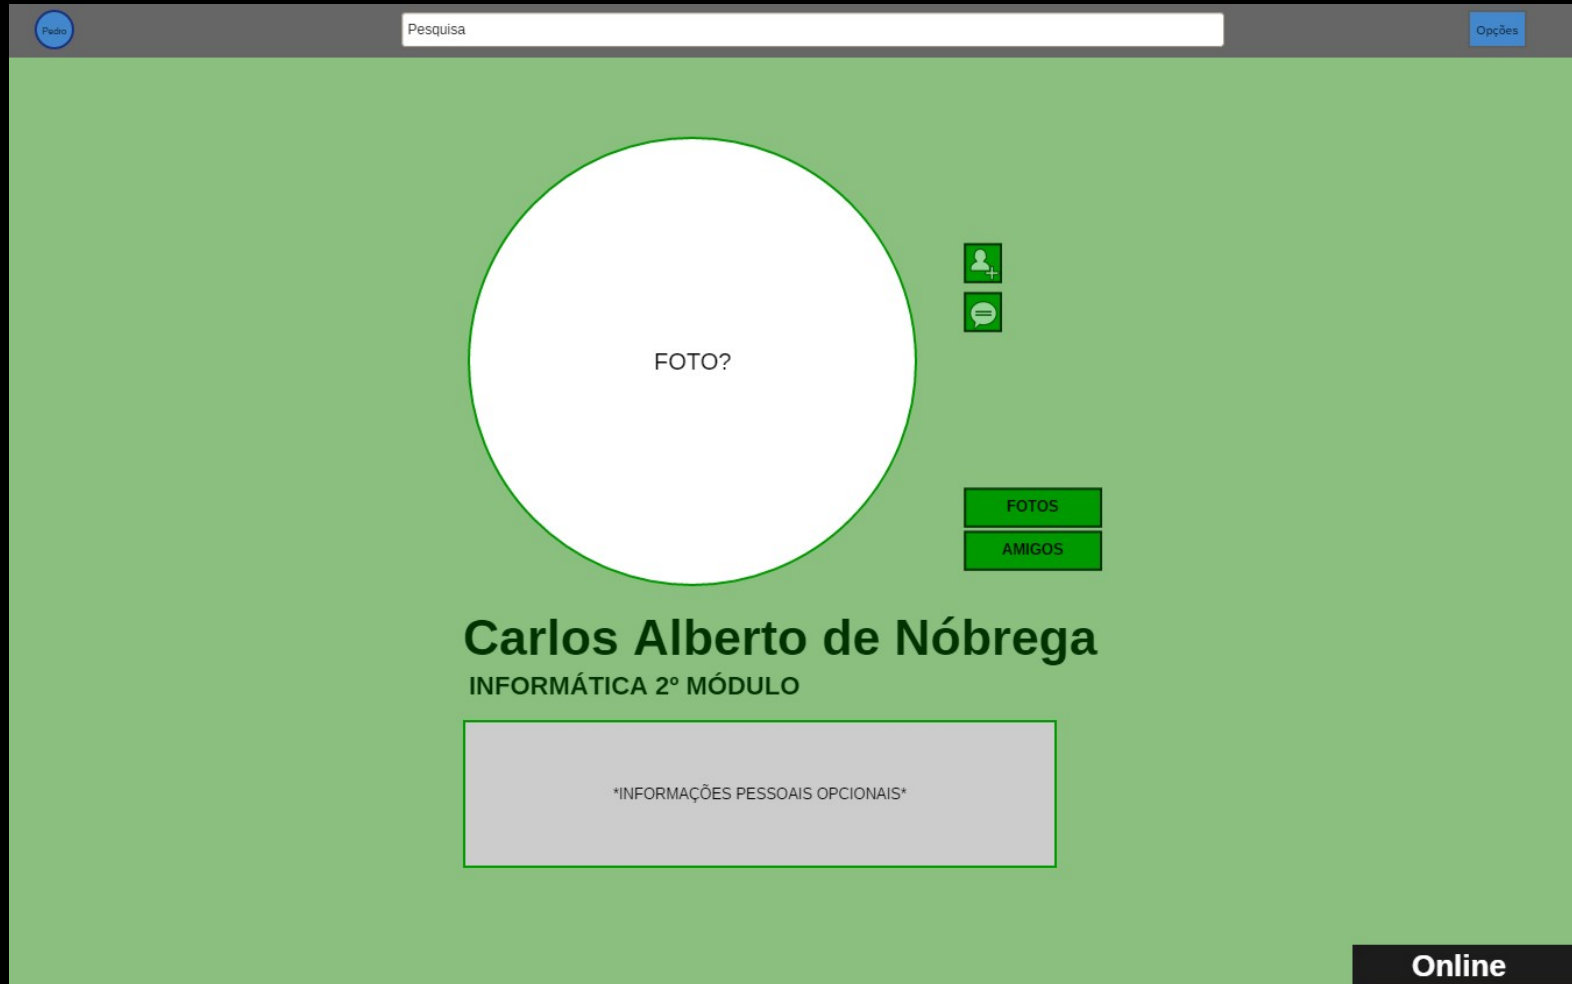 Pedro
Pesquisa
Opções
FOTO?
FOTOS
AMIGOS
Carlos Alberto de Nóbrega
INFORMÁTICA 2º MÓDULO
*INFORMAÇÕES PESSOAIS OPCIONAIS*
Online